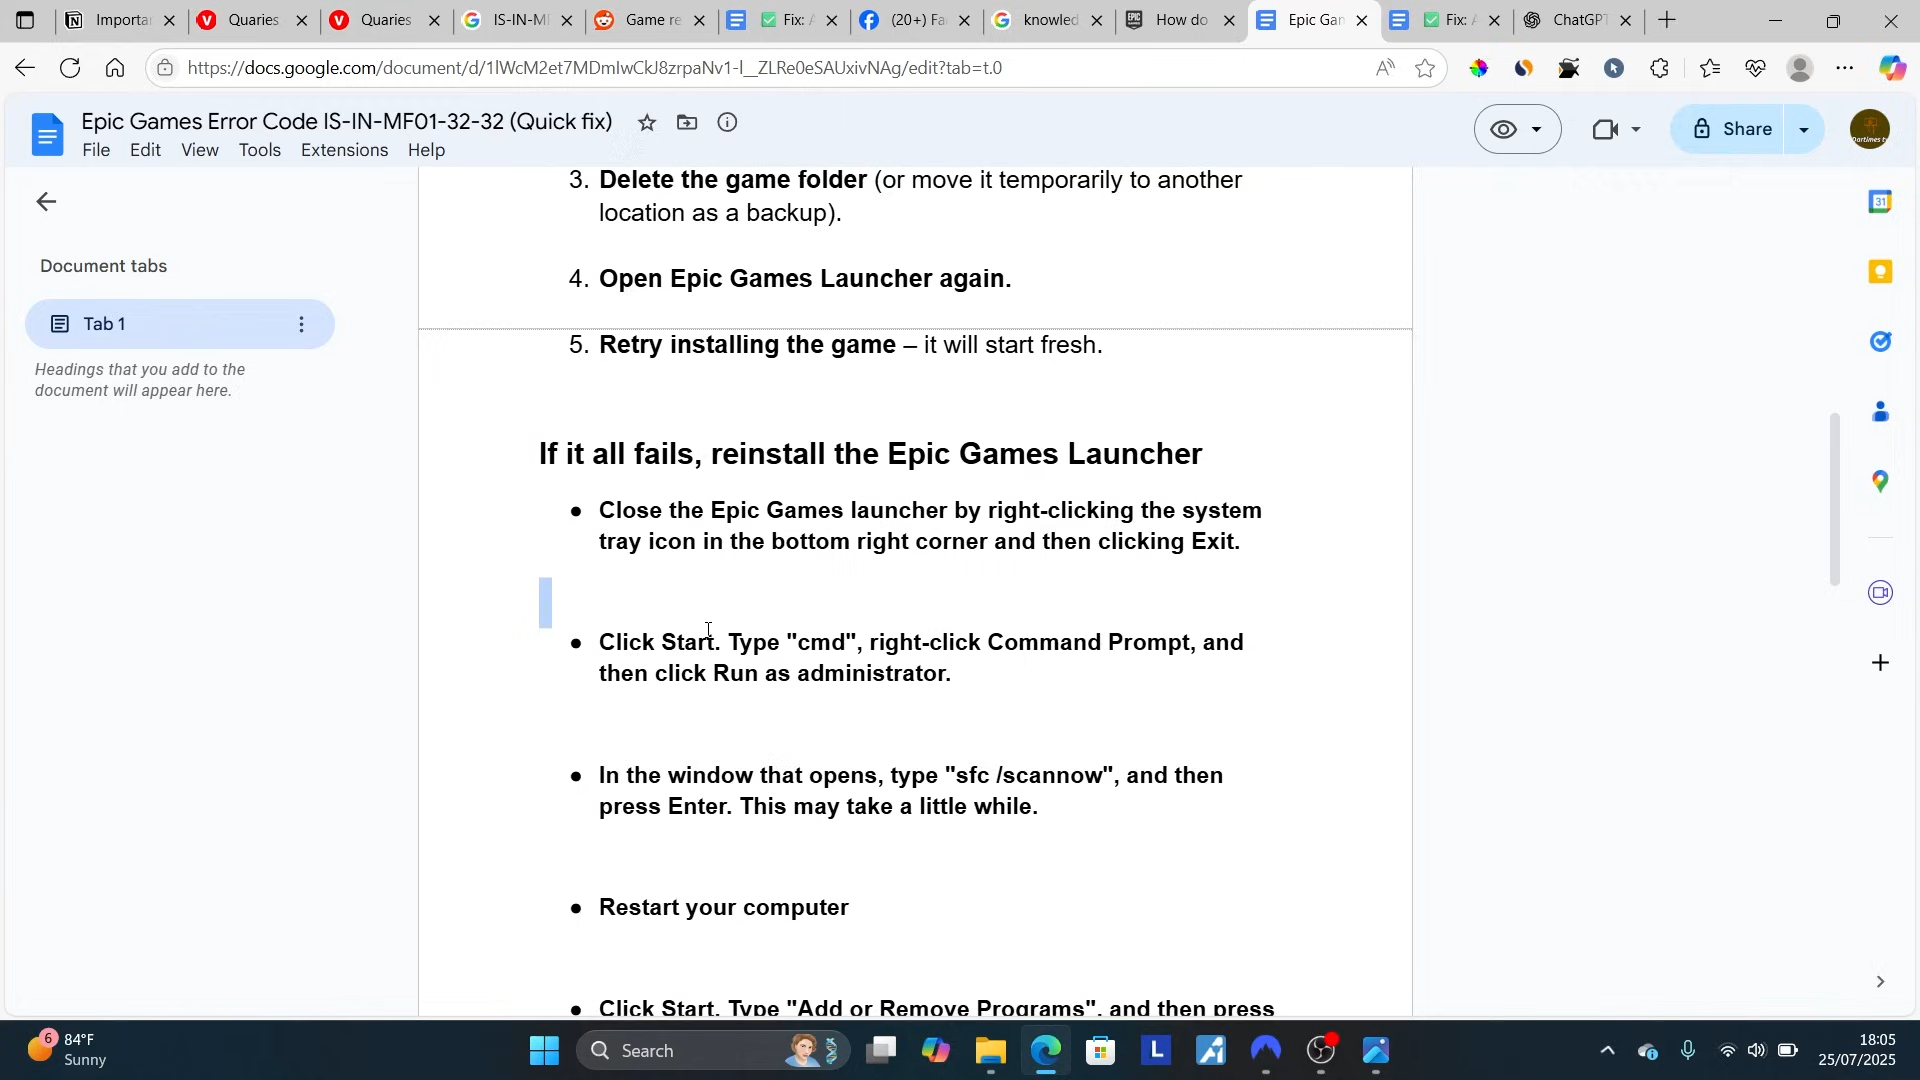 Importa
Quaries
Quaries
IS-IN-MI
Game re
Fix: A
(20+) Fa
knowled
How do
Epic Gan
Fix: A
ChatGPT
https://docs.google.com/document/d/1lWcM2et7MDmIwCkJ8zrpaNv1-l__ZLRe0eSAUxivNAg/edit?tab=t.0
Epic Games Error Code IS-IN-MF01-32-32 (Quick fix)
Share
File Edit View Tools Extensions Help
Document tabs
Tab 1
Headings that you add to the
document will appear here.
3. Delete the game folder (or move it temporarily to another
location as a backup).
4. Open Epic Games Launcher again.
5. Retry installing the game – it will start fresh.
If it all fails, reinstall the Epic Games Launcher
● Close the Epic Games launcher by right-clicking the system
tray icon in the bottom right corner and then clicking Exit.
● Click Start. Type "cmd", right-click Command Prompt, and
then click Run as administrator.
● In the window that opens, type "sfc /scannow", and then
press Enter. This may take a little while.
● Restart your computer
● Click Start. Type "Add or Remove Programs", and then press
31
6
84°F
Sunny
Search
L
18:05
25/07/2025